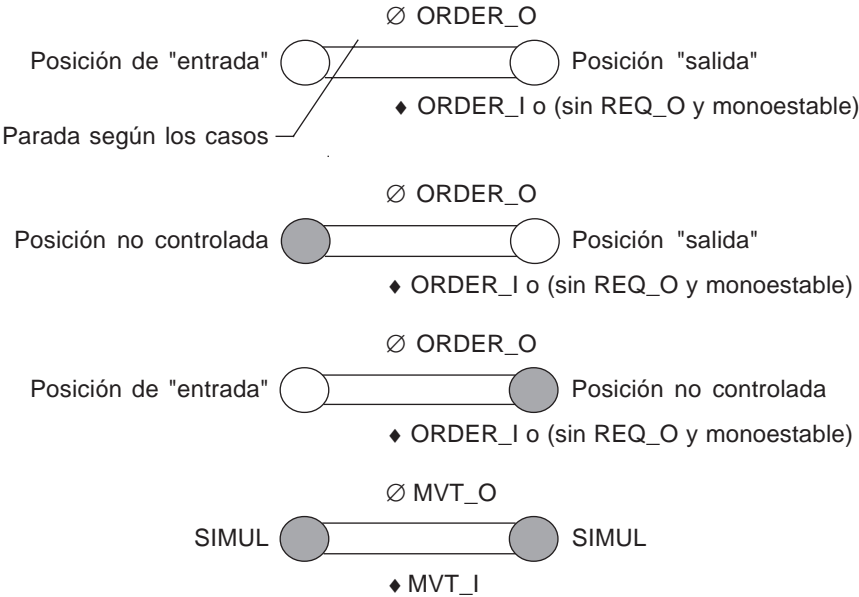 ∅ ORDER_O
Posición de "entrada"
Posición "salida"
♦ ORDER_I o (sin REQ_O y monoestable)
Parada según los casos
∅ ORDER_O
Posición no controlada
Posición "salida"
♦ ORDER_I o (sin REQ_O y monoestable)
∅ ORDER_O
Posición de "entrada"
Posición no controlada
♦ ORDER_I o (sin REQ_O y monoestable)
∅ MVT_O
SIMUL
SIMUL
♦ MVT_I